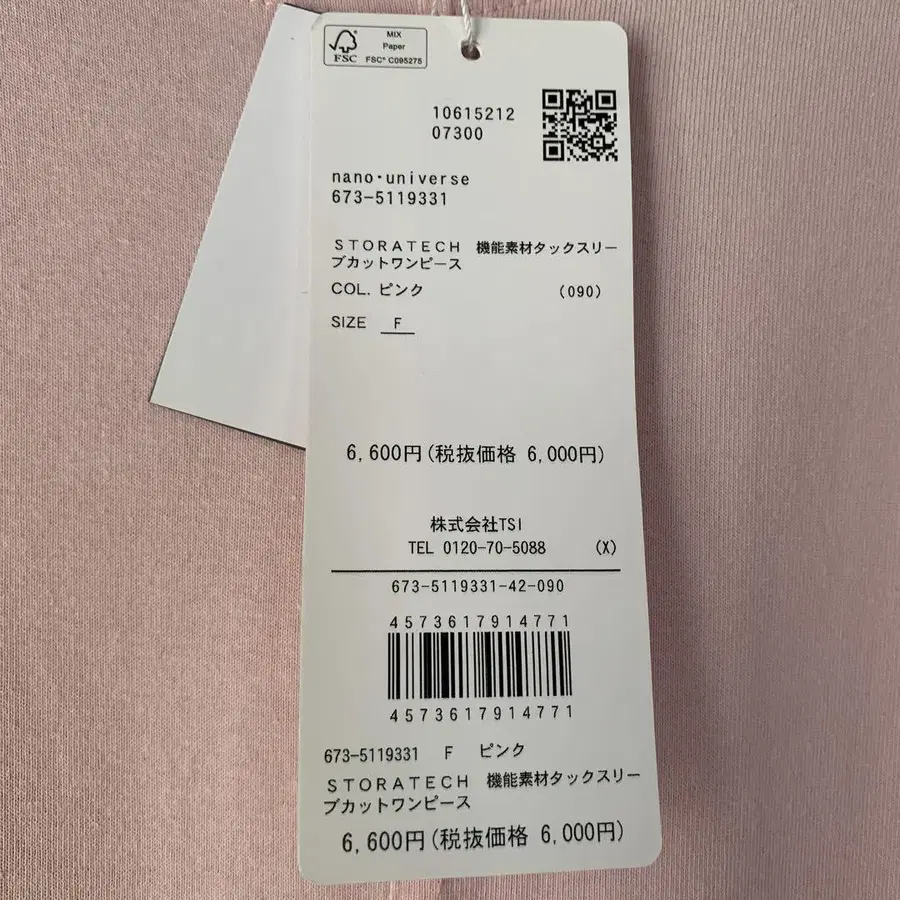 MIX
Paper
FSC
FSC® C095275
10615212
07300
nano・universe
673-5119331
ＳＴＯＲＡＴＥＣＨ　機能素材タックスリー
ブカットワンピース
COL. ピンク (090)
SIZE F
6,600円(税抜価格 6,000円)
株式会社TSI
TEL 0120-70-5088 (X)
673-5119331-42-090
4573617914771
4573617914771
673-5119331 F ピンク
ＳＴＯＲＡＴＥＣＨ　機能素材タックスリー
ブカットワンピース
6,600円(税抜価格 6,000円)